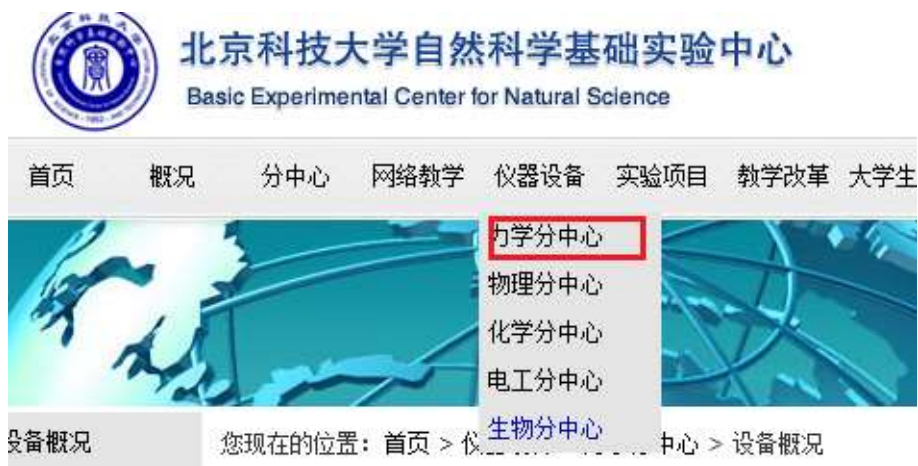 北京科技大学自然科学基础实验中心
Basic Experimental Center for Natural Science
首页 概况 分中心 网络教学 仪器设备 实验项目 教学改革 大学生
力学分中心
物理分中心
化学分中心
电工分中心
生物分中心
设备概况
您现在的位置：首页 > 中心 > 设备概况